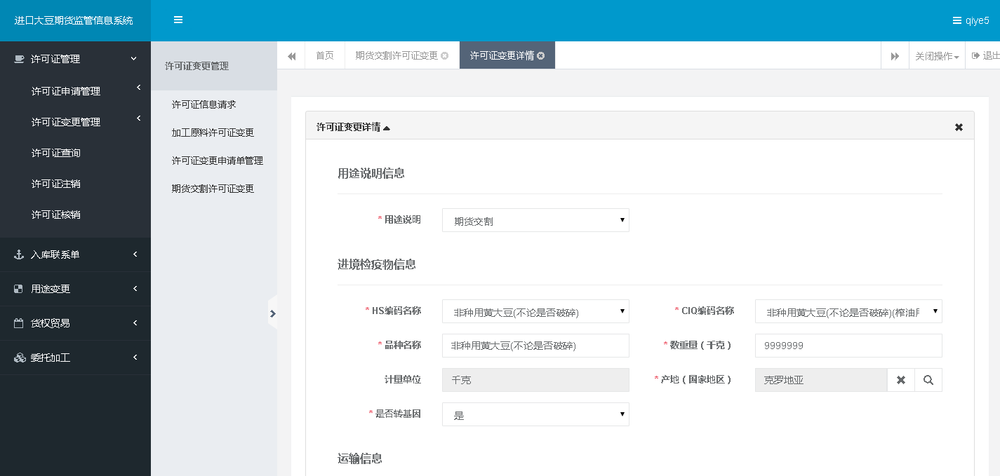 进口大豆期货监管信息系统
qiye5
许可证管理
许可证申请管理
许可证变更管理
许可证查询
许可证注销
许可证核销
入库联系单
用途变更
货权贸易
委托加工
许可证变更管理
许可证信息请求
加工原料许可证变更
许可证变更申请单管理
期货交割许可证变更
首页 期货交割许可证变更 许可证变更详情 关闭操作 退出
许可证变更详情
用途说明信息
* 用途说明 期货交割
进境检疫物信息
* HS编码名称 非种用黄大豆(不论是否破碎) * CIQ编码名称 非种用黄大豆(不论是否破碎)(榨油
* 品种名称 非种用黄大豆(不论是否破碎) * 数重量（千克） 9999999
计量单位 千克 * 产地（国家地区） 克罗地亚
* 是否转基因 是
运输信息